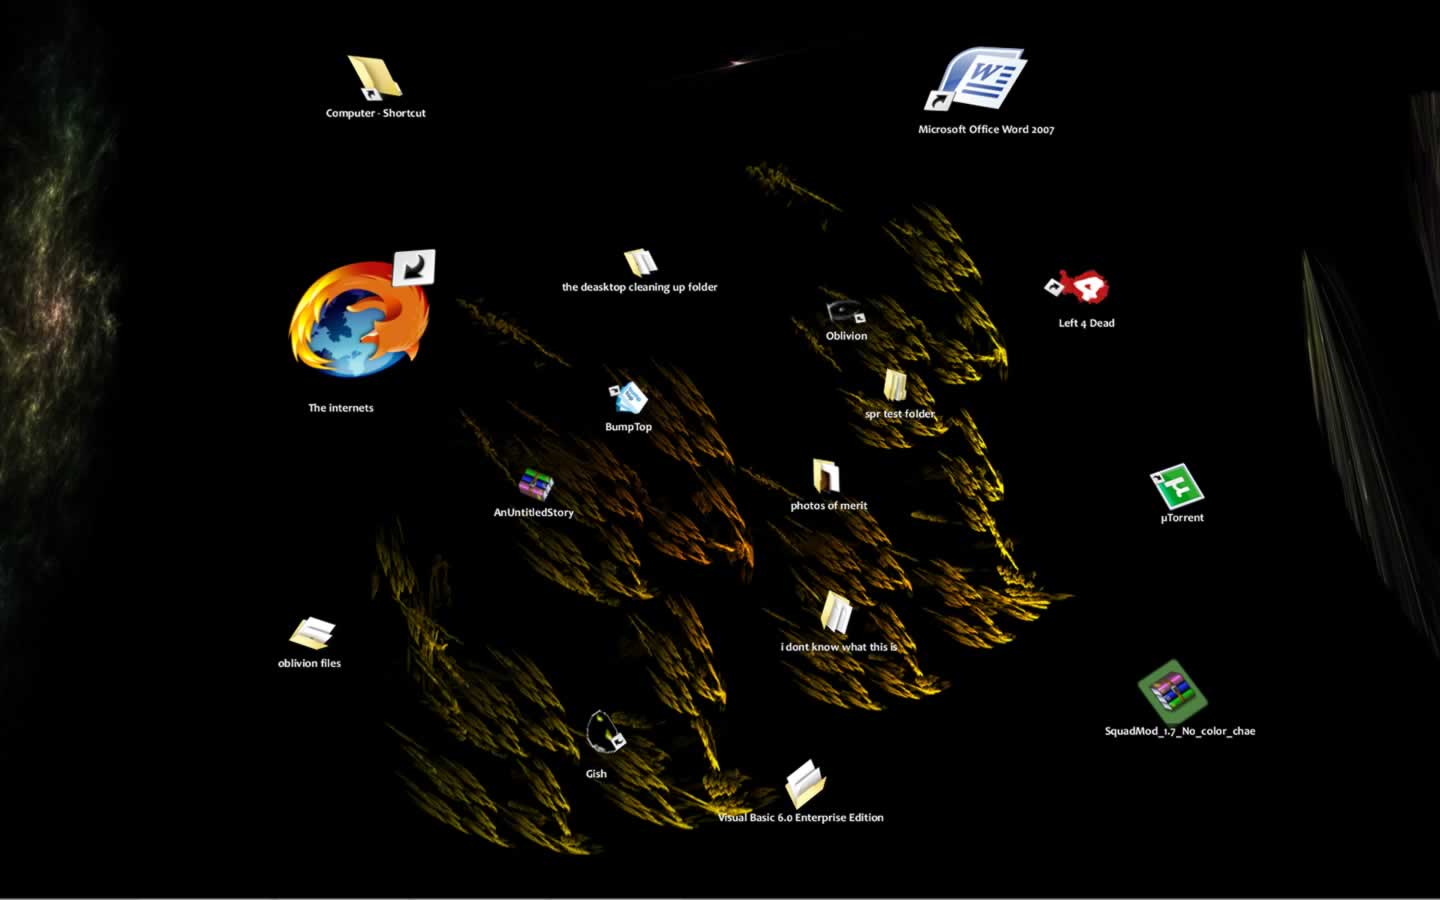 Computer - Shortcut
Microsoft Office Word 2007
the deasktop cleaning up folder
Left 4 Dead
Oblivion
The internets
spr test folder
BumpTop
photos of merit
AnUntitledStory
µTorrent
i dont know what this is
oblivion files
SquadMod_1.7_No_color_chae
Gish
Visual Basic 6.0 Enterprise Edition